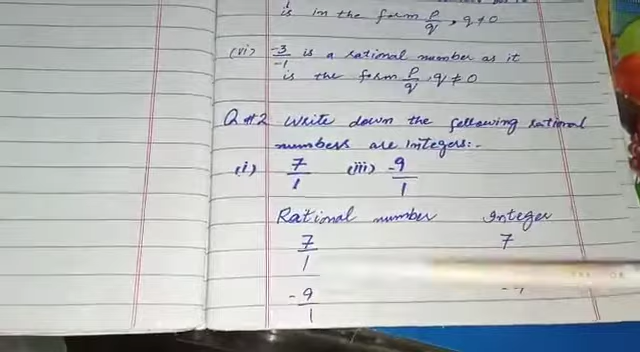 is in the form p/q, q≠0
(vi) -3/-1 is a rational number as it
is the form p/q, q≠0
Q#2 Write down the following rational
numbers are integers:-
(i) 7/1 (iii) -9/1
Rational number Integer
7/1 7
-9/1